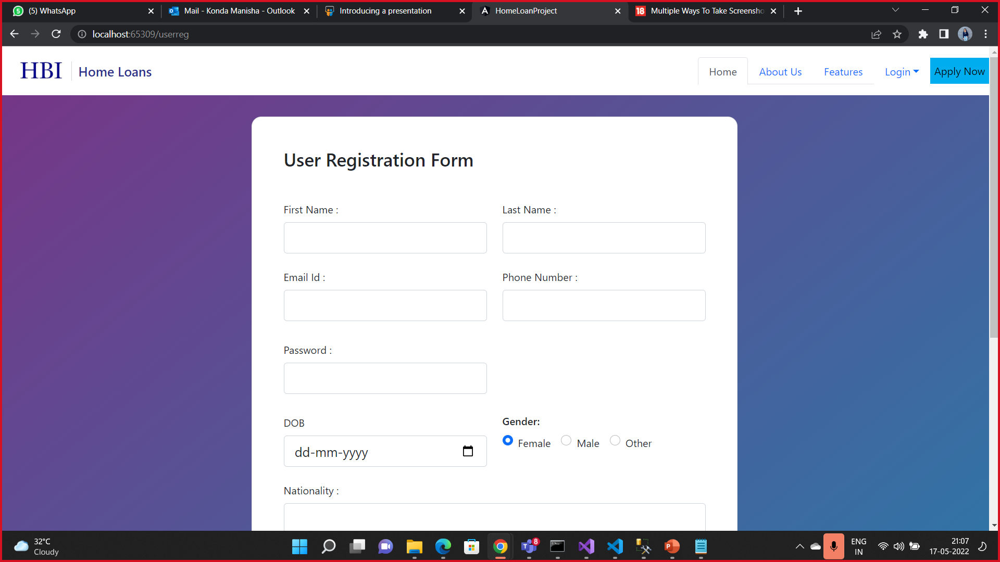 (5) WhatsApp
Mail - Konda Manisha - Outlook
Introducing a presentation
HomeLoanProject
18 Multiple Ways To Take Screensho
localhost:65309/userreg
HBI Home Loans
Home About Us Features Login Apply Now
User Registration Form
First Name : Last Name :
Email Id : Phone Number :
Password :
DOB Gender:
dd-mm-yyyy Female Male Other
Nationality :
32°C
Cloudy
8
ENG
IN
21:07
17-05-2022